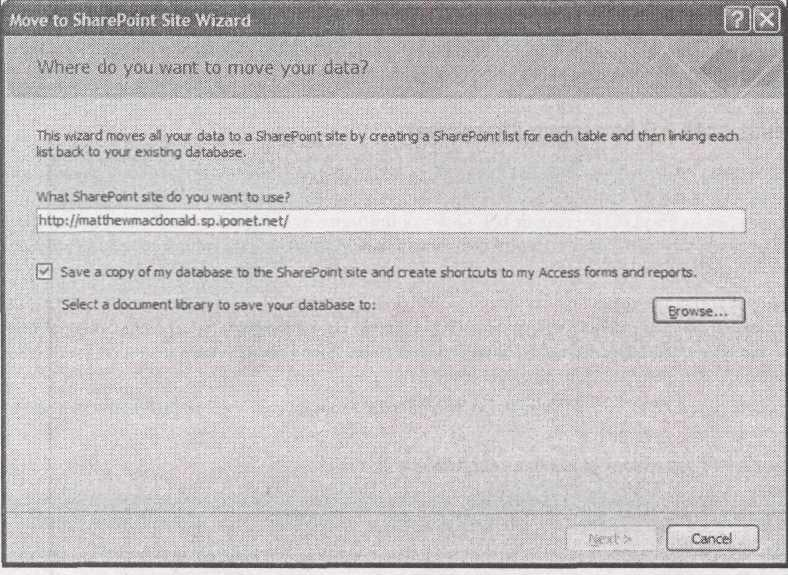 Move to SharePoint Site Wizard
Where do you want to move your data?
This wizard moves all your data to a SharePoint site by creating a SharePoint list for each table and then linking each
list back to your existing database.
What SharePoint site do you want to use?
http://matthewmacdonald.sp.iponet.net/
Save a copy of my database to the SharePoint site and create shortcuts to my Access forms and reports.
Select a document library to save your database to:
Browse...
Next >
Cancel